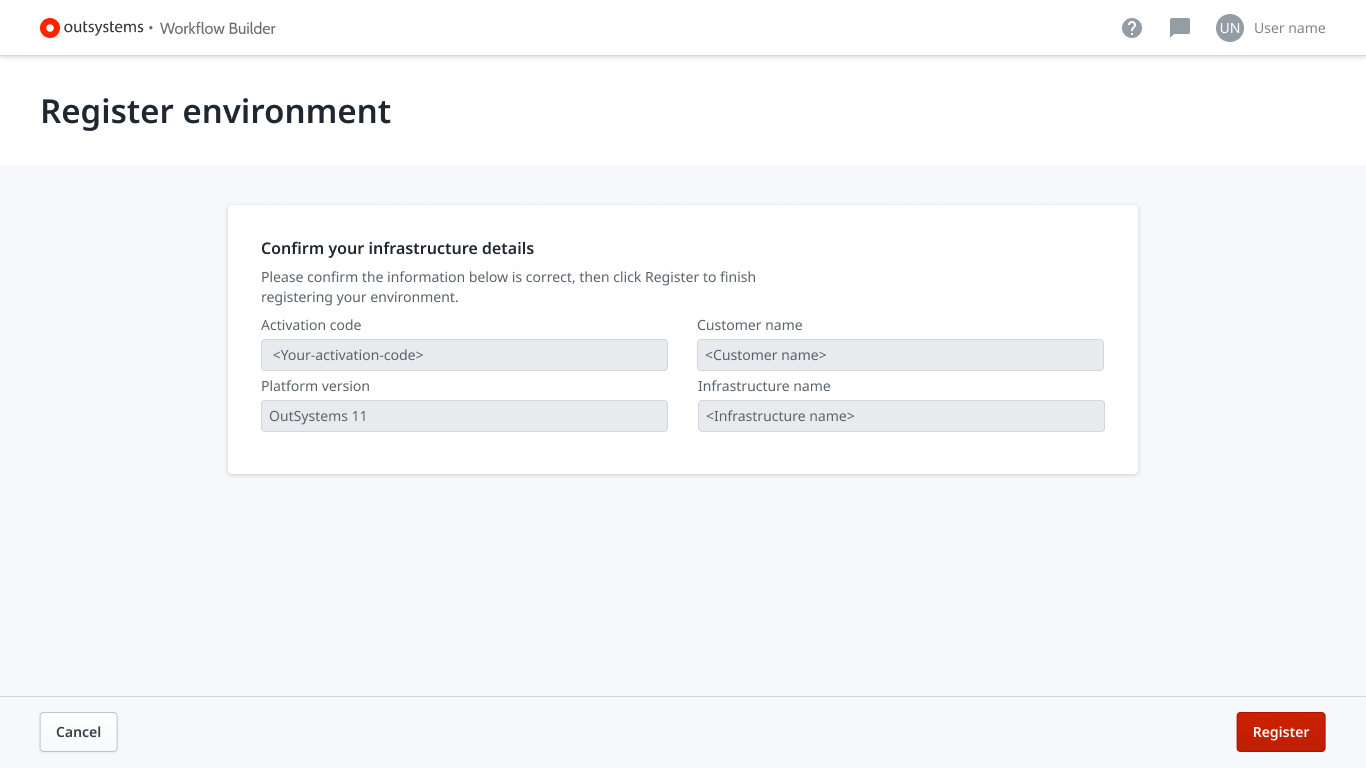 outsystems • Workflow Builder
UN User name
Register environment
Confirm your infrastructure details
Please confirm the information below is correct, then click Register to finish
registering your environment.
Activation code
<Your-activation-code>
Customer name
<Customer name>
Platform version
OutSystems 11
Infrastructure name
<Infrastructure name>
Cancel
Register